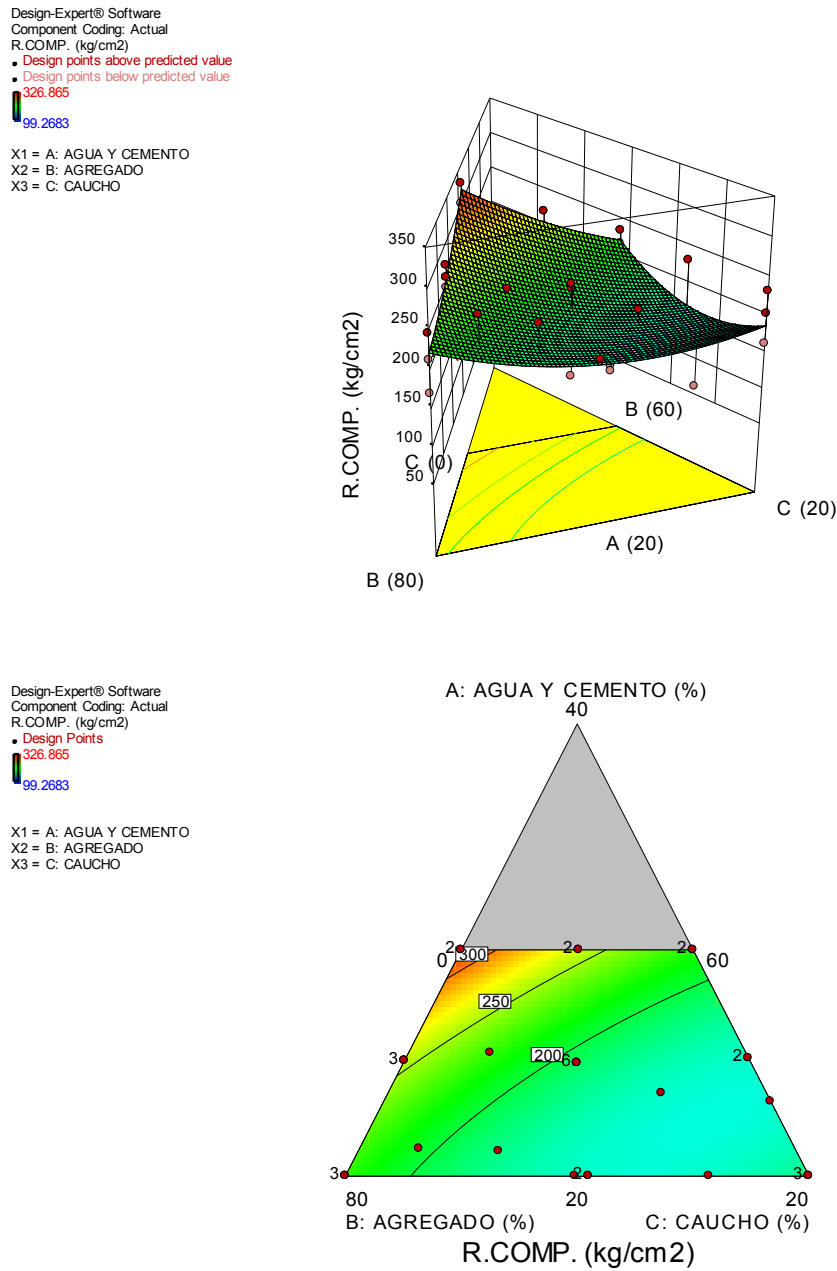 Design-Expert® Software
Component Coding: Actual
R.COMP. (kg/cm2)
Design points above predicted value
Design points below predicted value
326.865
99.2683
X1 = A: AGUA Y CEMENTO
X2 = B: AGREGADO
X3 = C: CAUCHO
350
300
250
200
150
100
50
R.COMP. (kg/cm2)
B (60)
C (0)
C (20)
A (20)
B (80)
Design-Expert® Software
Component Coding: Actual
R.COMP. (kg/cm2)
Design Points
326.865
99.2683
X1 = A: AGUA Y CEMENTO
X2 = B: AGREGADO
X3 = C: CAUCHO
A: AGUA Y CEMENTO (%)
40
2 2 2
0 300 60
250
3 200 6 2
3 2 3
80 20 20
B: AGREGADO (%) C: CAUCHO (%)
R.COMP. (kg/cm2)